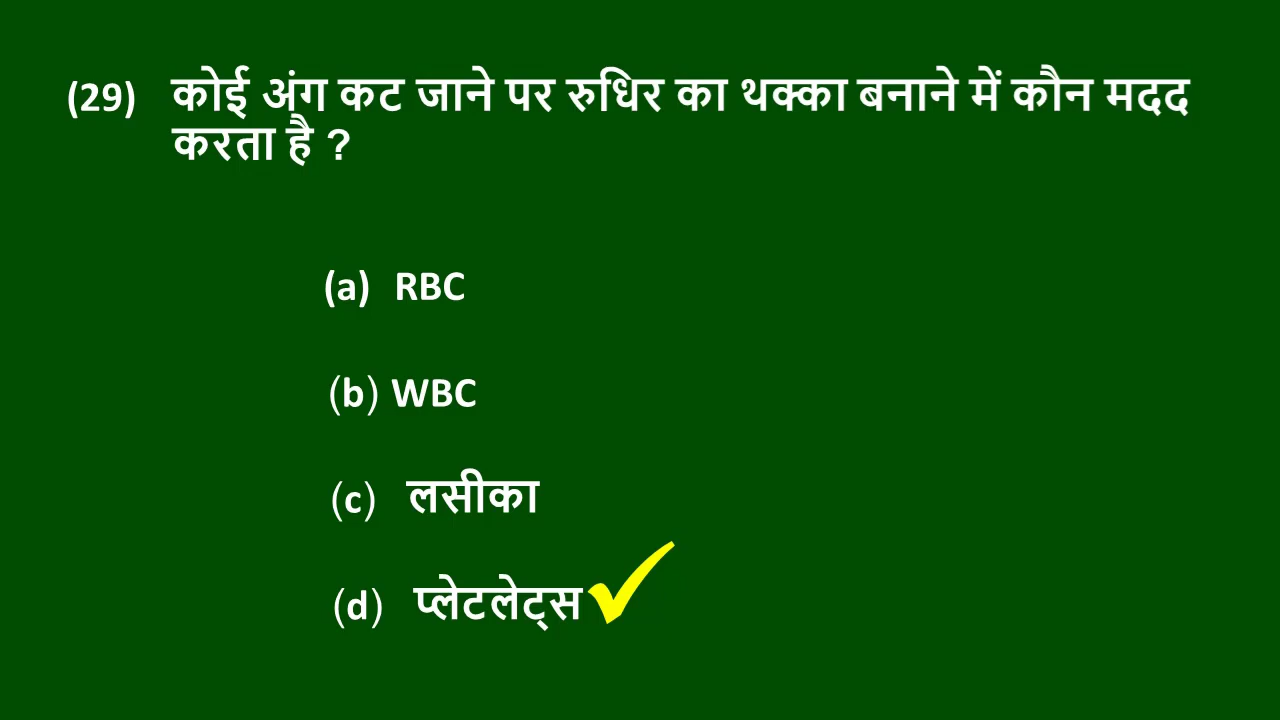 (29) कोई अंग कट जाने पर रुधिर का थक्का बनाने में कौन मदद
करता है ?
(a) RBC
(b) WBC
(c) लसीका
(d) प्लेटलेट्स